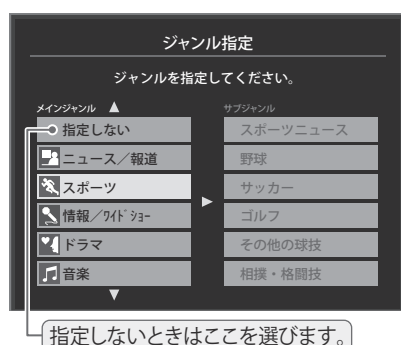 ジャンル指定
ジャンルを指定してください。
メインジャンル ▲
指定しない
ニュース／報道
スポーツ
情報／ﾜｲﾄﾞｼｮｰ
ドラマ
音楽
▼
▶
サブジャンル
スポーツニュース
野球
サッカー
ゴルフ
その他の球技
相撲・格闘技
指定しないときはここを選びます。